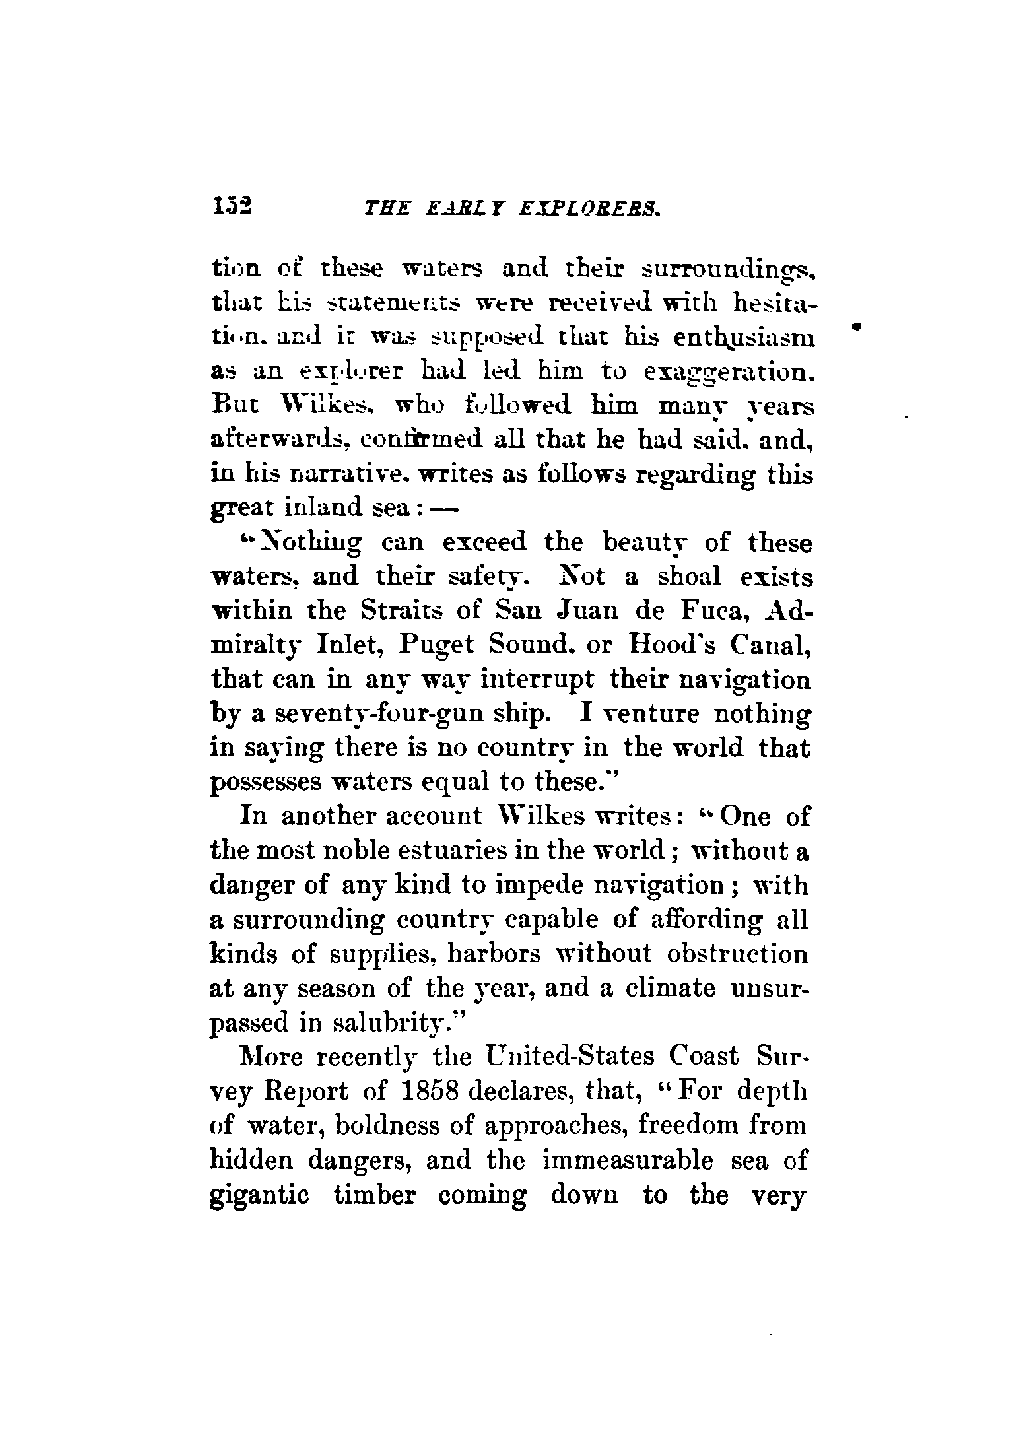 152 THE EARLY EXPLORERS.
tion of these waters and their surroundings,
that his statements were received with hesita-
tion, and it was supposed that his enthusiasm
as an explorer had led him to exaggeration.
But Wilkes, who followed him many years
afterwards, confirmed all that he had said, and,
in his narrative, writes as follows regarding this
great inland sea: —
“Nothing can exceed the beauty of these
waters, and their safety. Not a shoal exists
within the Straits of San Juan de Fuca, Ad-
miralty Inlet, Puget Sound, or Hood's Canal,
that can in any way interrupt their navigation
by a seventy-four-gun ship. I venture nothing
in saying there is no country in the world that
possesses waters equal to these.”
In another account Wilkes writes: “One of
the most noble estuaries in the world; without a
danger of any kind to impede navigation; with
a surrounding country capable of affording all
kinds of supplies, harbors without obstruction
at any season of the year, and a climate unsur-
passed in salubrity.”
More recently the United-States Coast Sur-
vey Report of 1858 declares, that, “For depth
of water, boldness of approaches, freedom from
hidden dangers, and the immeasurable sea of
gigantic timber coming down to the very